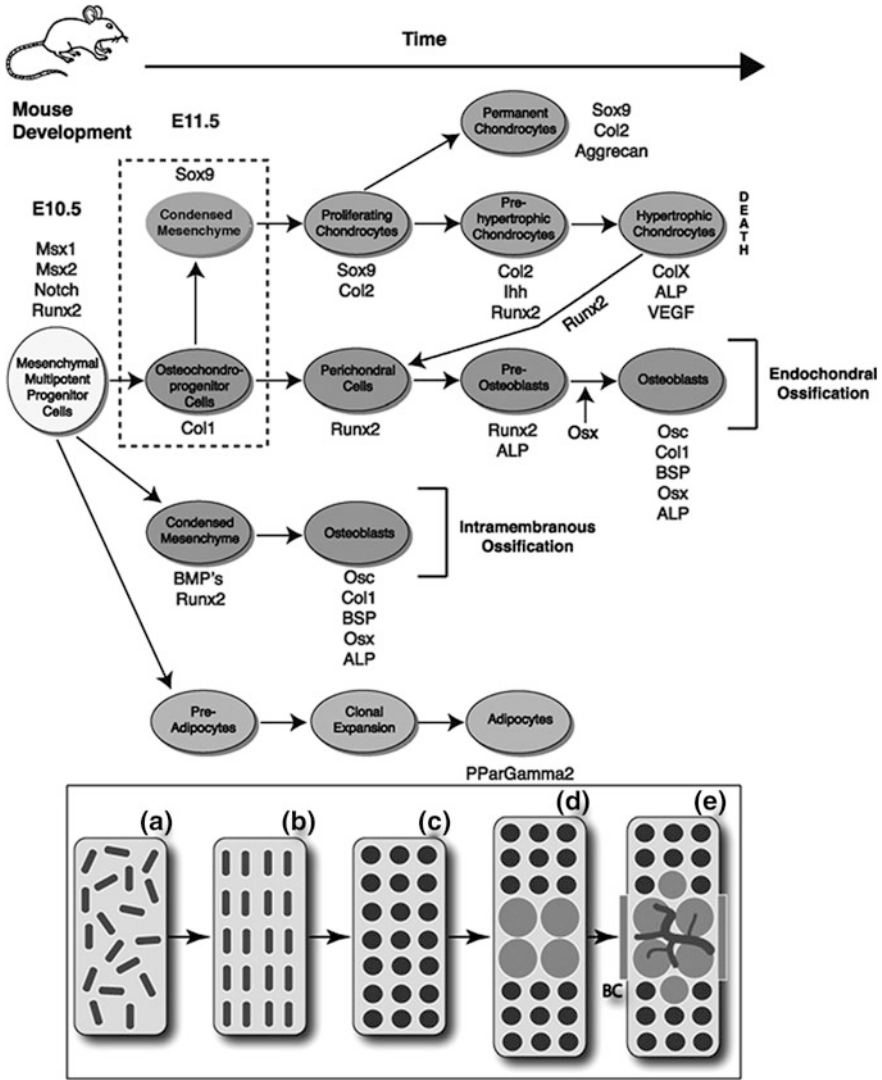 Time
Mouse
Development
E11.5
E10.5
Msx1
Msx2
Notch
Runx2
Mesenchymal
Multipotent
Progenitor
Cells
Sox9
Condensed
Mesenchyme
Osteochondro-
progenitor
Cells
Col1
Permanent
Chondrocytes
Sox9
Col2
Aggrecan
Proliferating
Chondrocytes
Sox9
Col2
Pre-
hypertrophic
Chondrocytes
Col2
Ihh
Runx2
Hypertrophic
Chondrocytes
ColX
ALP
VEGF
DEATH
Runx2
Perichondral
Cells
Runx2
Pre-
Osteoblasts
Runx2
ALP
Osx
Osteoblasts
Osc
Col1
BSP
Osx
ALP
Endochondral
Ossification
Condensed
Mesenchyme
BMP's
Runx2
Osteoblasts
Osc
Col1
BSP
Osx
ALP
Intramembranous
Ossification
Pre-
Adipocytes
Clonal
Expansion
Adipocytes
PParGamma2
(a)
(b)
(c)
(d)
(e)
BC